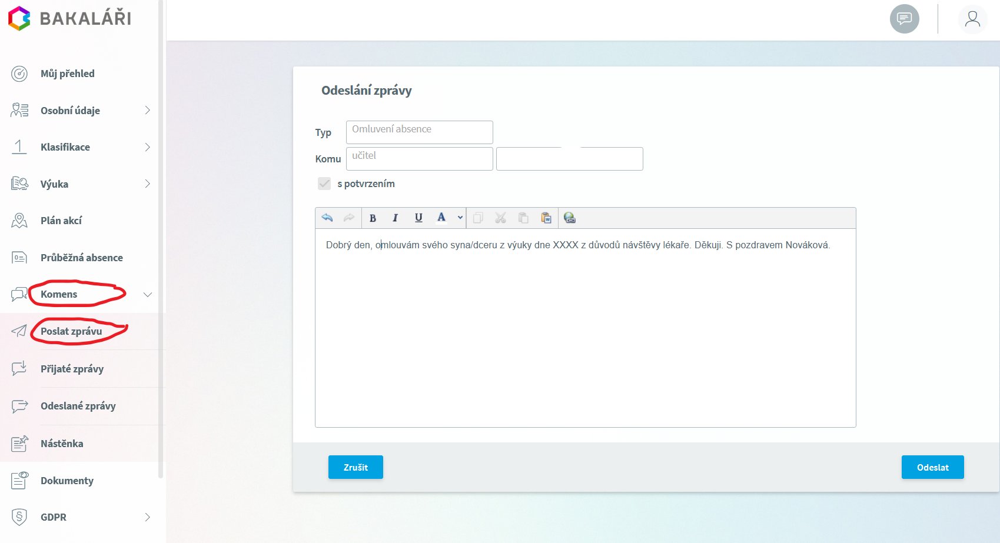 BAKALÁŘI
Můj přehled
Osobní údaje
Klasifikace
Výuka
Plán akcí
Průběžná absence
Komens
Poslat zprávu
Přijaté zprávy
Odeslané zprávy
Nástěnka
Dokumenty
GDPR
Odeslání zprávy
Typ Omluvení absence
Komu učitel
s potvrzením
B I U A
Dobrý den, omlouvám svého syna/dceru z výuky dne XXXX z důvodů návštěvy lékaře. Děkuji. S pozdravem Nováková.
Zrušit Odeslat